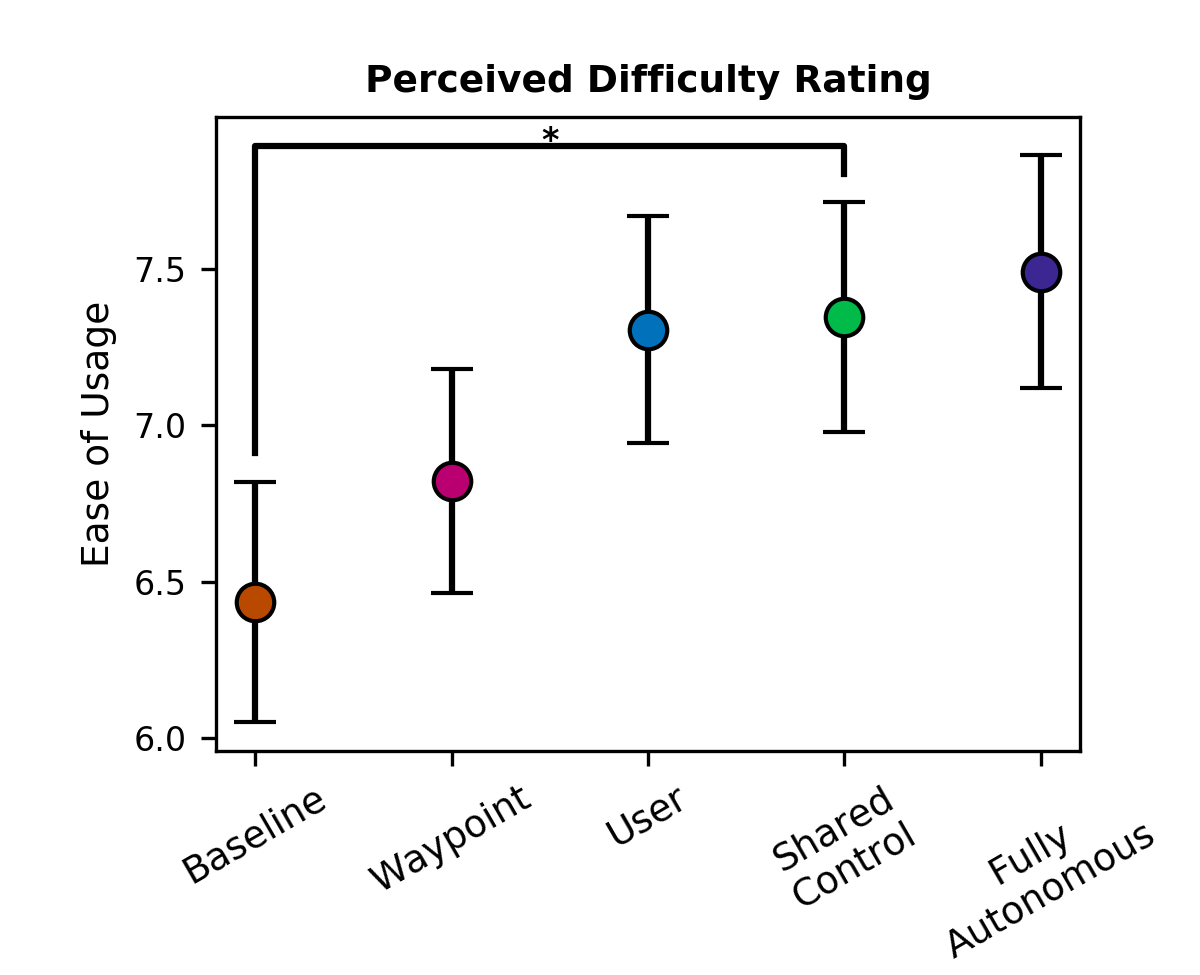 Perceived Difficulty Rating
*
7.5
7.0
6.5
6.0
Ease of Usage
Baseline
Waypoint
User
Shared
Control
Fully
Autonomous